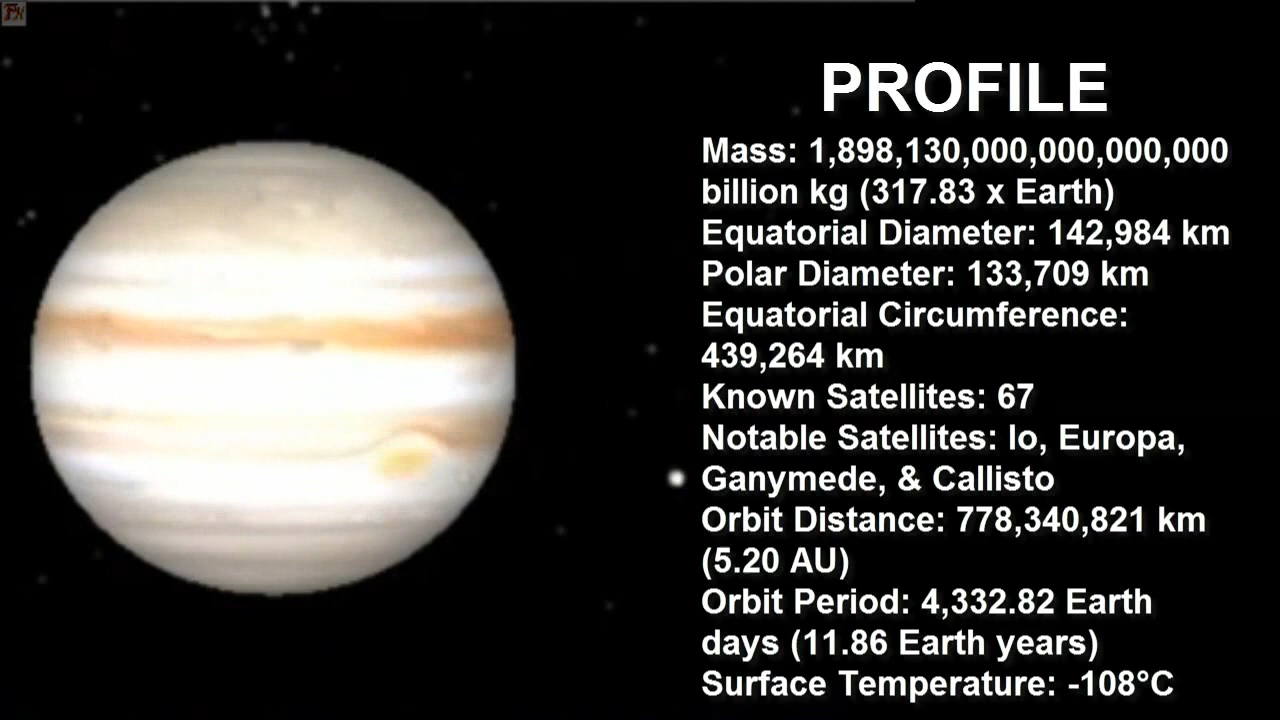 PROFILE
Mass: 1,898,130,000,000,000,000
billion kg (317.83 x Earth)
Equatorial Diameter: 142,984 km
Polar Diameter: 133,709 km
Equatorial Circumference:
439,264 km
Known Satellites: 67
Notable Satellites: Io, Europa,
Ganymede, & Callisto
Orbit Distance: 778,340,821 km
(5.20 AU)
Orbit Period: 4,332.82 Earth
days (11.86 Earth years)
Surface Temperature: -108°C